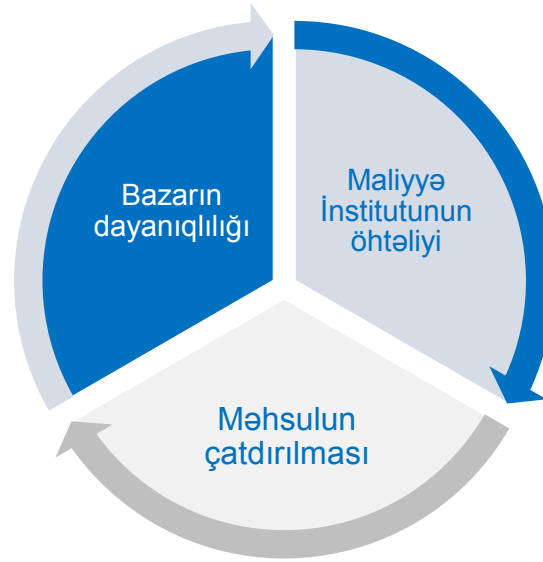 Bazarın
dayanıqlılığı
Maliyyə
İnstitutunun
öhtəliyi
Məhsulun
çatdırılması